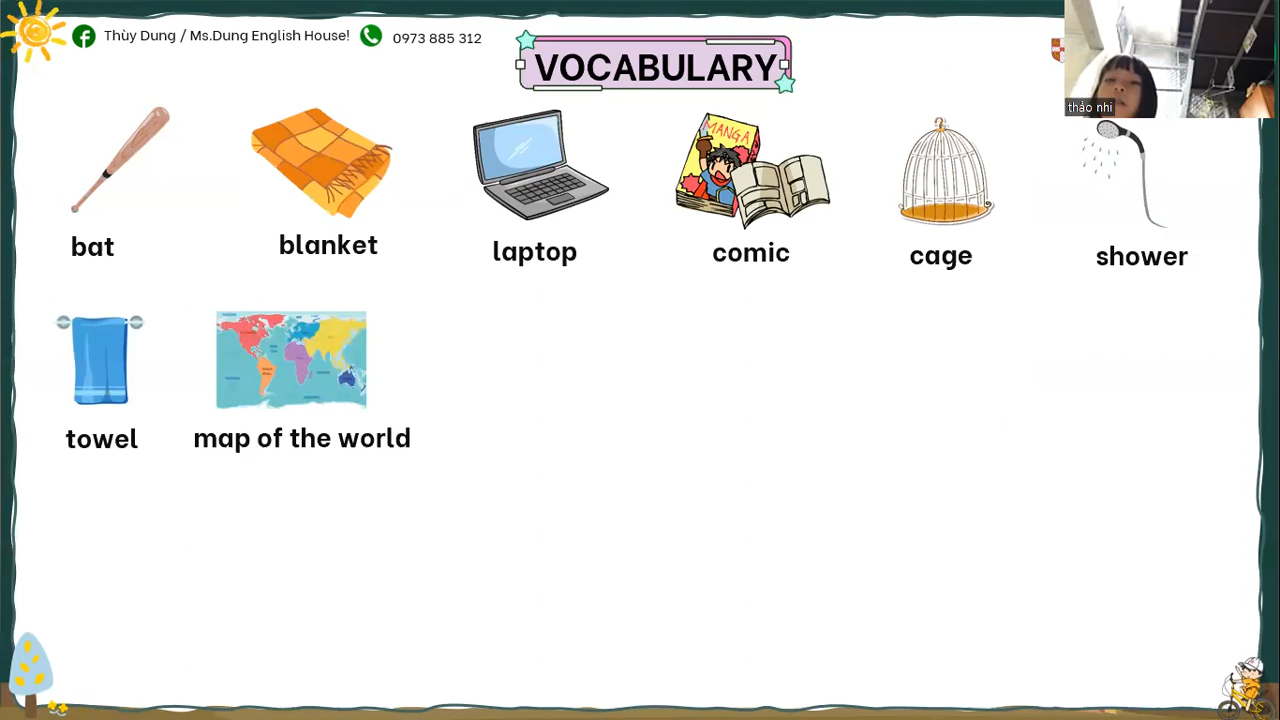 Thùy Dung / Ms.Dung English House!
0973 885 312
VOCABULARY
thảo nhi
MANGA
bat
blanket
laptop
comic
cage
shower
towel
map of the world